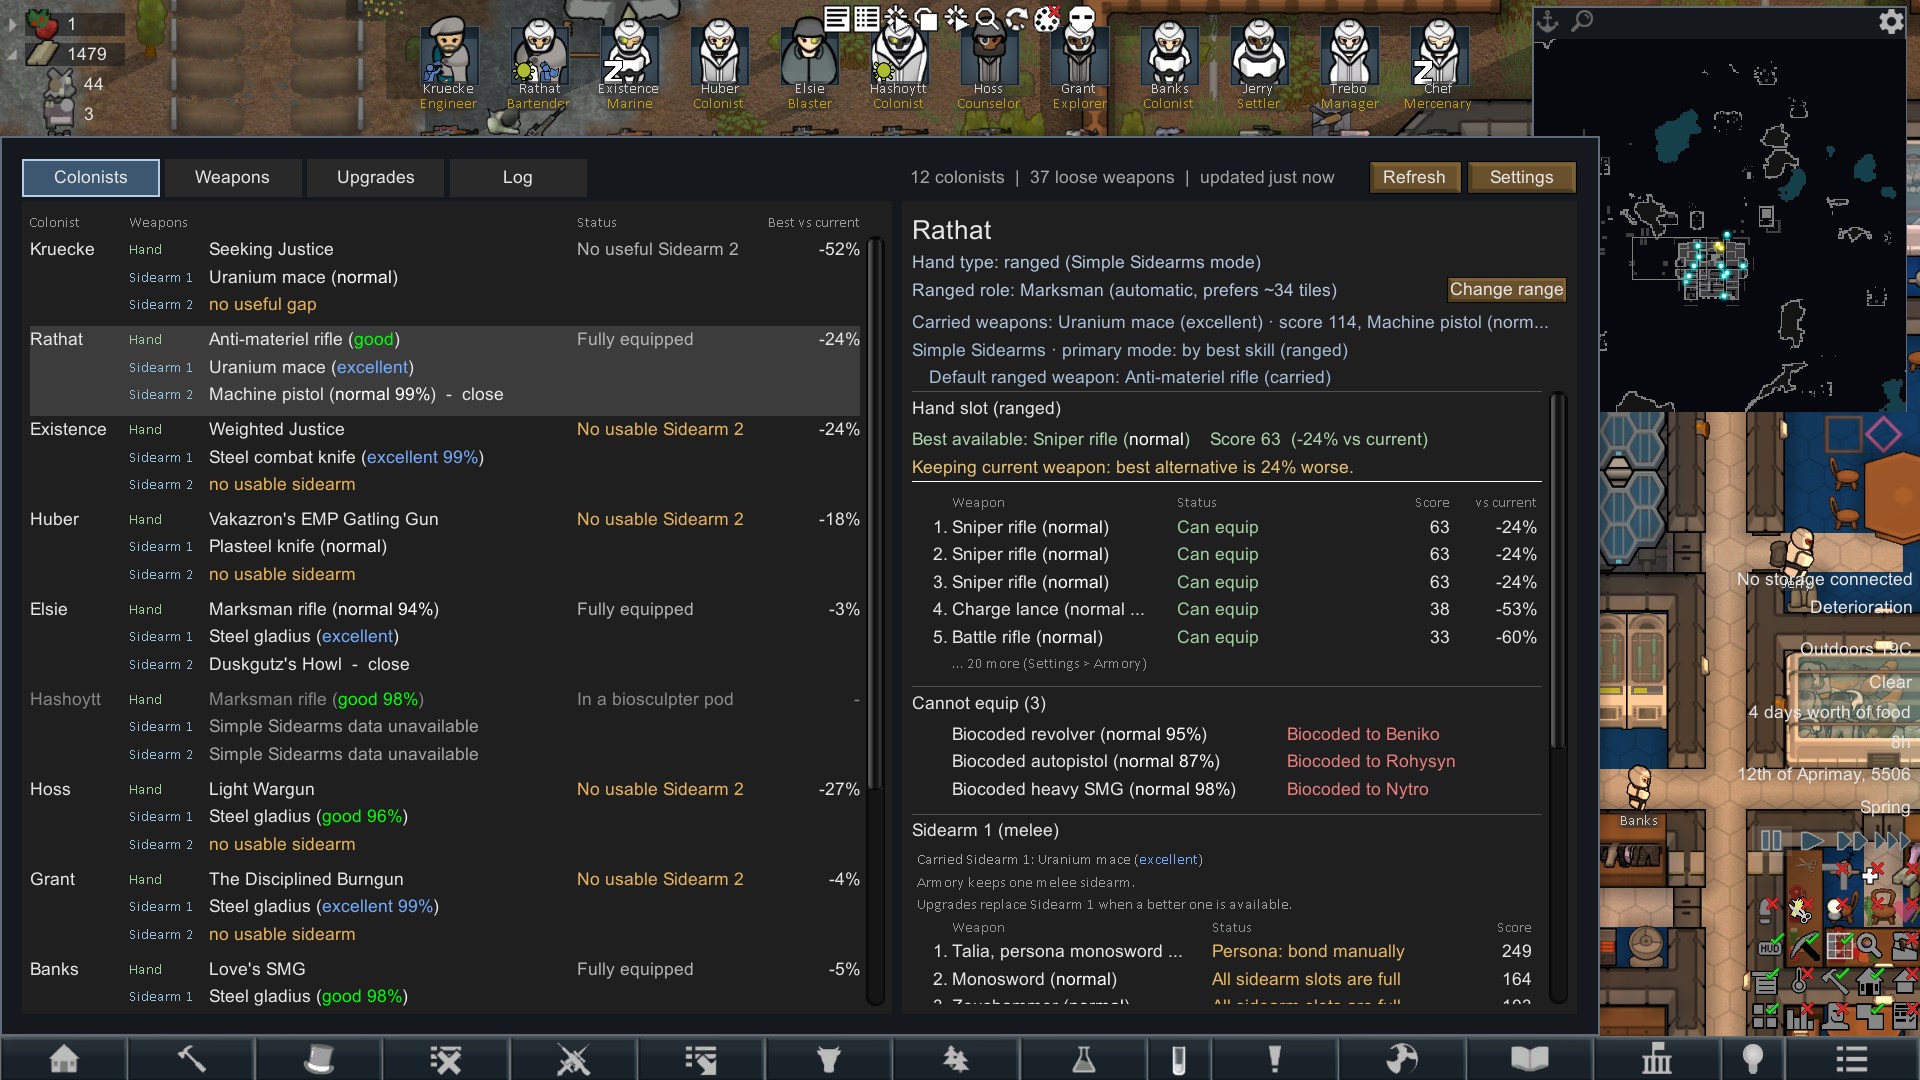 1
1479
44
3
Kruecke
Engineer
Rathat
Bartender
Existence
Marine
Huber
Colonist
Elsie
Blaster
Hashoytt
Colonist
Hoss
Counselor
Grant
Explorer
Banks
Colonist
Jerry
Settler
Trebo
Manager
Chef
Mercenary
Colonists
Weapons
Upgrades
Log
12 colonists | 37 loose weapons | updated just now
Refresh
Settings
Colonist Weapons Status Best vs current
Kruecke Hand Seeking Justice No useful Sidearm 2 -52%
Sidearm 1 Uranium mace (normal)
Sidearm 2 no useful gap
Rathat Hand Anti-materiel rifle (good) Fully equipped -24%
Sidearm 1 Uranium mace (excellent)
Sidearm 2 Machine pistol (normal 99%) - close
Existence Hand Weighted Justice No usable Sidearm 2 -24%
Sidearm 1 Steel combat knife (excellent 99%)
Sidearm 2 no usable sidearm
Huber Hand Vakazron's EMP Gatling Gun No usable Sidearm 2 -18%
Sidearm 1 Plasteel knife (normal)
Sidearm 2 no usable sidearm
Elsie Hand Marksman rifle (normal 94%) Fully equipped -3%
Sidearm 1 Steel gladius (excellent)
Sidearm 2 Duskgutz's Howl - close
Hashoytt Hand Marksman rifle (good 98%) In a biosculpter pod -
Sidearm 1 Simple Sidearms data unavailable
Sidearm 2 Simple Sidearms data unavailable
Hoss Hand Light Wargun No usable Sidearm 2 -27%
Sidearm 1 Steel gladius (good 96%)
Sidearm 2 no usable sidearm
Grant Hand The Disciplined Burngun No usable Sidearm 2 -4%
Sidearm 1 Steel gladius (excellent 99%)
Sidearm 2 no usable sidearm
Banks Hand Love's SMG Fully equipped -5%
Sidearm 1 Steel gladius (good 98%)
Rathat
Hand type: ranged (Simple Sidearms mode)
Ranged role: Marksman (automatic, prefers ~34 tiles)
Change range
Carried weapons: Uranium mace (excellent) · score 114, Machine pistol (norm...
Simple Sidearms · primary mode: by best skill (ranged)
Default ranged weapon: Anti-materiel rifle (carried)
Hand slot (ranged)
Best available: Sniper rifle (normal) Score 63 (-24% vs current)
Keeping current weapon: best alternative is 24% worse.
Weapon Status Score vs current
1. Sniper rifle (normal) Can equip 63 -24%
2. Sniper rifle (normal) Can equip 63 -24%
3. Sniper rifle (normal) Can equip 63 -24%
4. Charge lance (normal ... Can equip 38 -53%
5. Battle rifle (normal) Can equip 33 -60%
... 20 more (Settings > Armory)
Cannot equip (3)
Biocoded revolver (normal 95%) Biocoded to Beniko
Biocoded autopistol (normal 87%) Biocoded to Rohysyn
Biocoded heavy SMG (normal 98%) Biocoded to Nytro
Sidearm 1 (melee)
Carried Sidearm 1: Uranium mace (excellent)
Armory keeps one melee sidearm.
Upgrades replace Sidearm 1 when a better one is available.
Weapon Status Score
1. Talia, persona monosword ... Persona: bond manually 249
2. Monosword (normal) All sidearm slots are full 164
No storage connected
Deterioration
Outdoors 19C
Clear
4 days worth of food
8h
12th of Aprimay, 5506
Spring
Banks
HUD